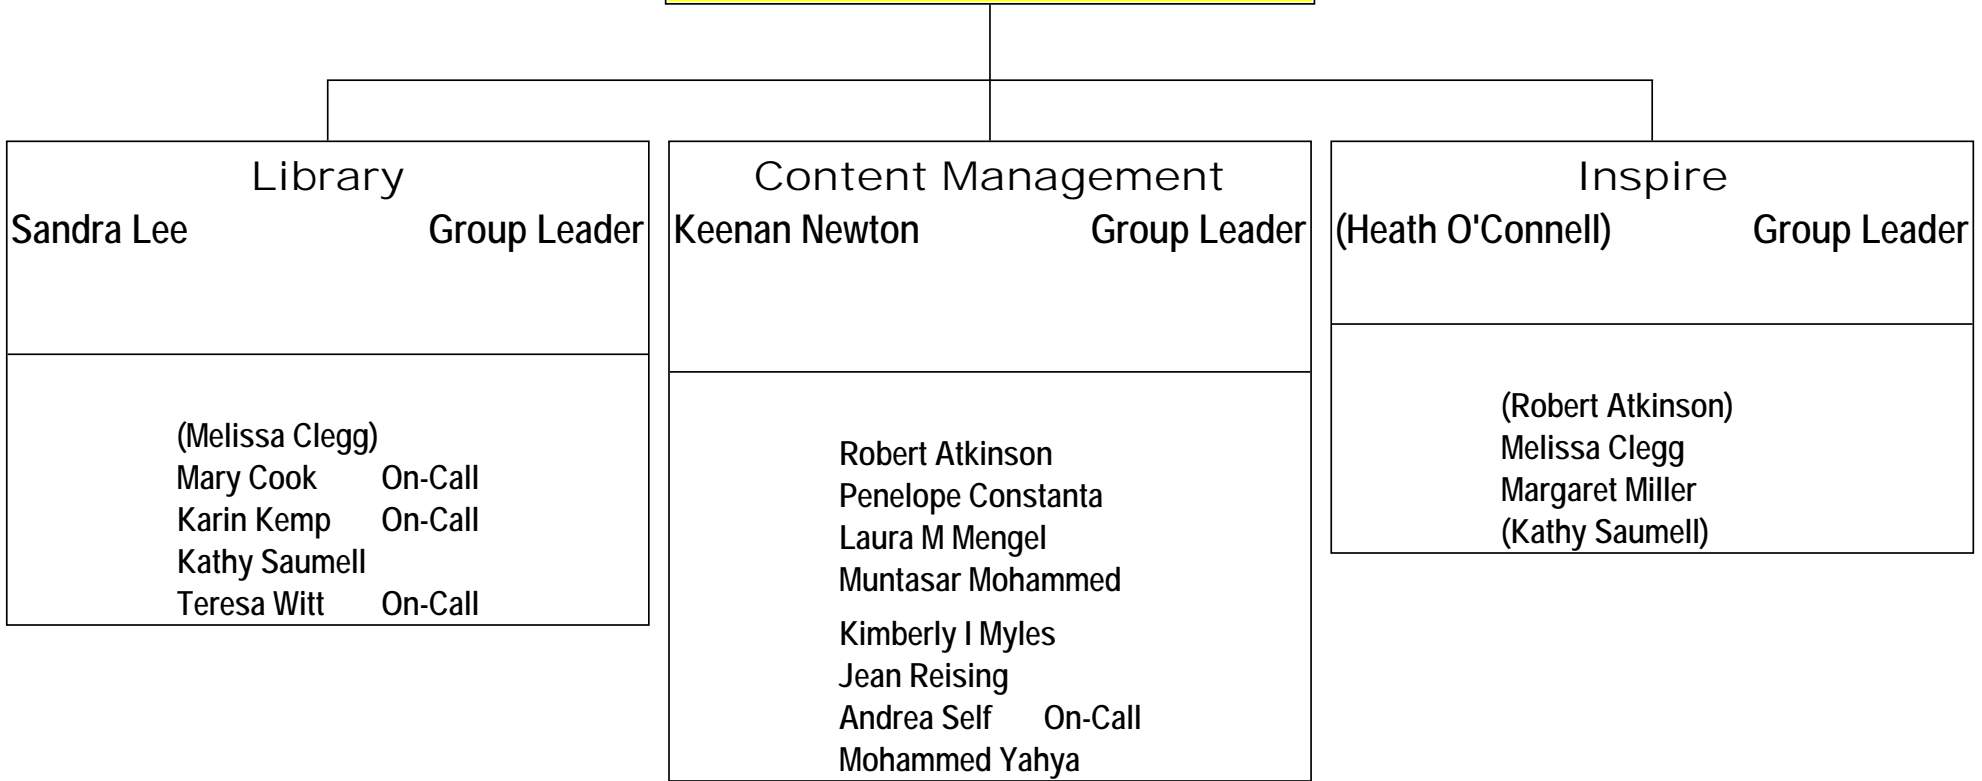 Library
Sandra Lee Group Leader
(Melissa Clegg)
Mary Cook On-Call
Karin Kemp On-Call
Kathy Saumell
Teresa Witt On-Call
Content Management
Keenan Newton Group Leader
Robert Atkinson
Penelope Constanta
Laura M Mengel
Muntasar Mohammed
Kimberly I Myles
Jean Reising
Andrea Self On-Call
Mohammed Yahya
Inspire
(Heath O'Connell) Group Leader
(Robert Atkinson)
Melissa Clegg
Margaret Miller
(Kathy Saumell)